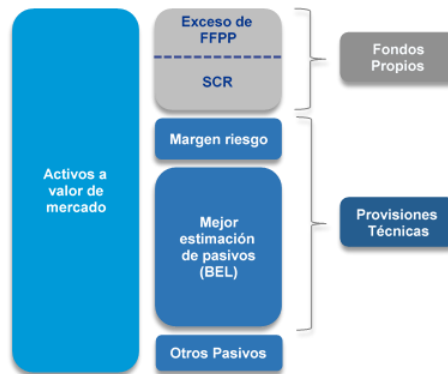 Activos a
valor de
mercado
Exceso de
FFPP
SCR
Margen riesgo
Mejor
estimación
de pasivos
(BEL)
Otros Pasivos
Fondos
Propios
Provisiones
Técnicas